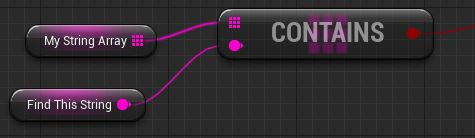 My String Array
CONTAINS
Find This String